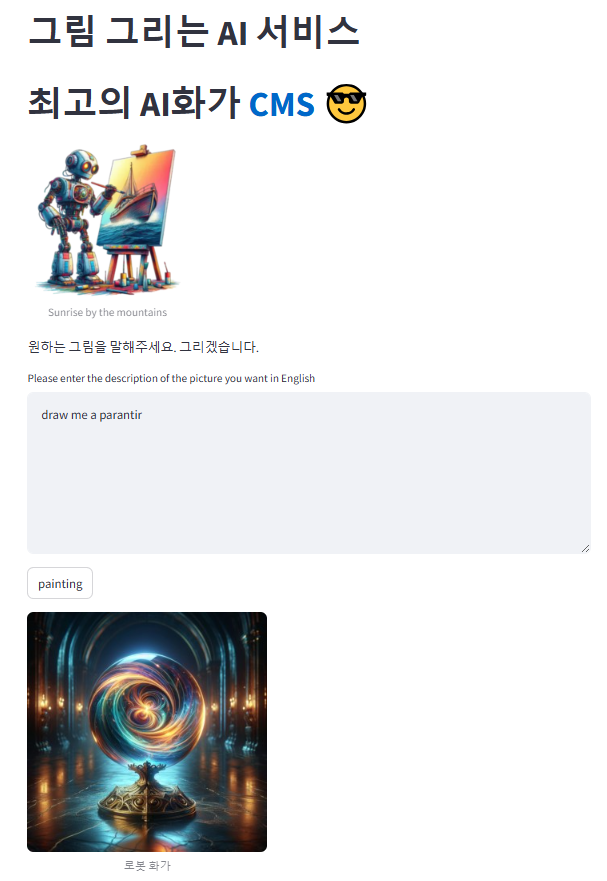 그림 그리는 AI 서비스
최고의 AI화가 CMS 😎
Sunrise by the mountains
원하는 그림을 말해주세요. 그리겠습니다.
Please enter the description of the picture you want in English
draw me a parantir
painting
로봇 화가